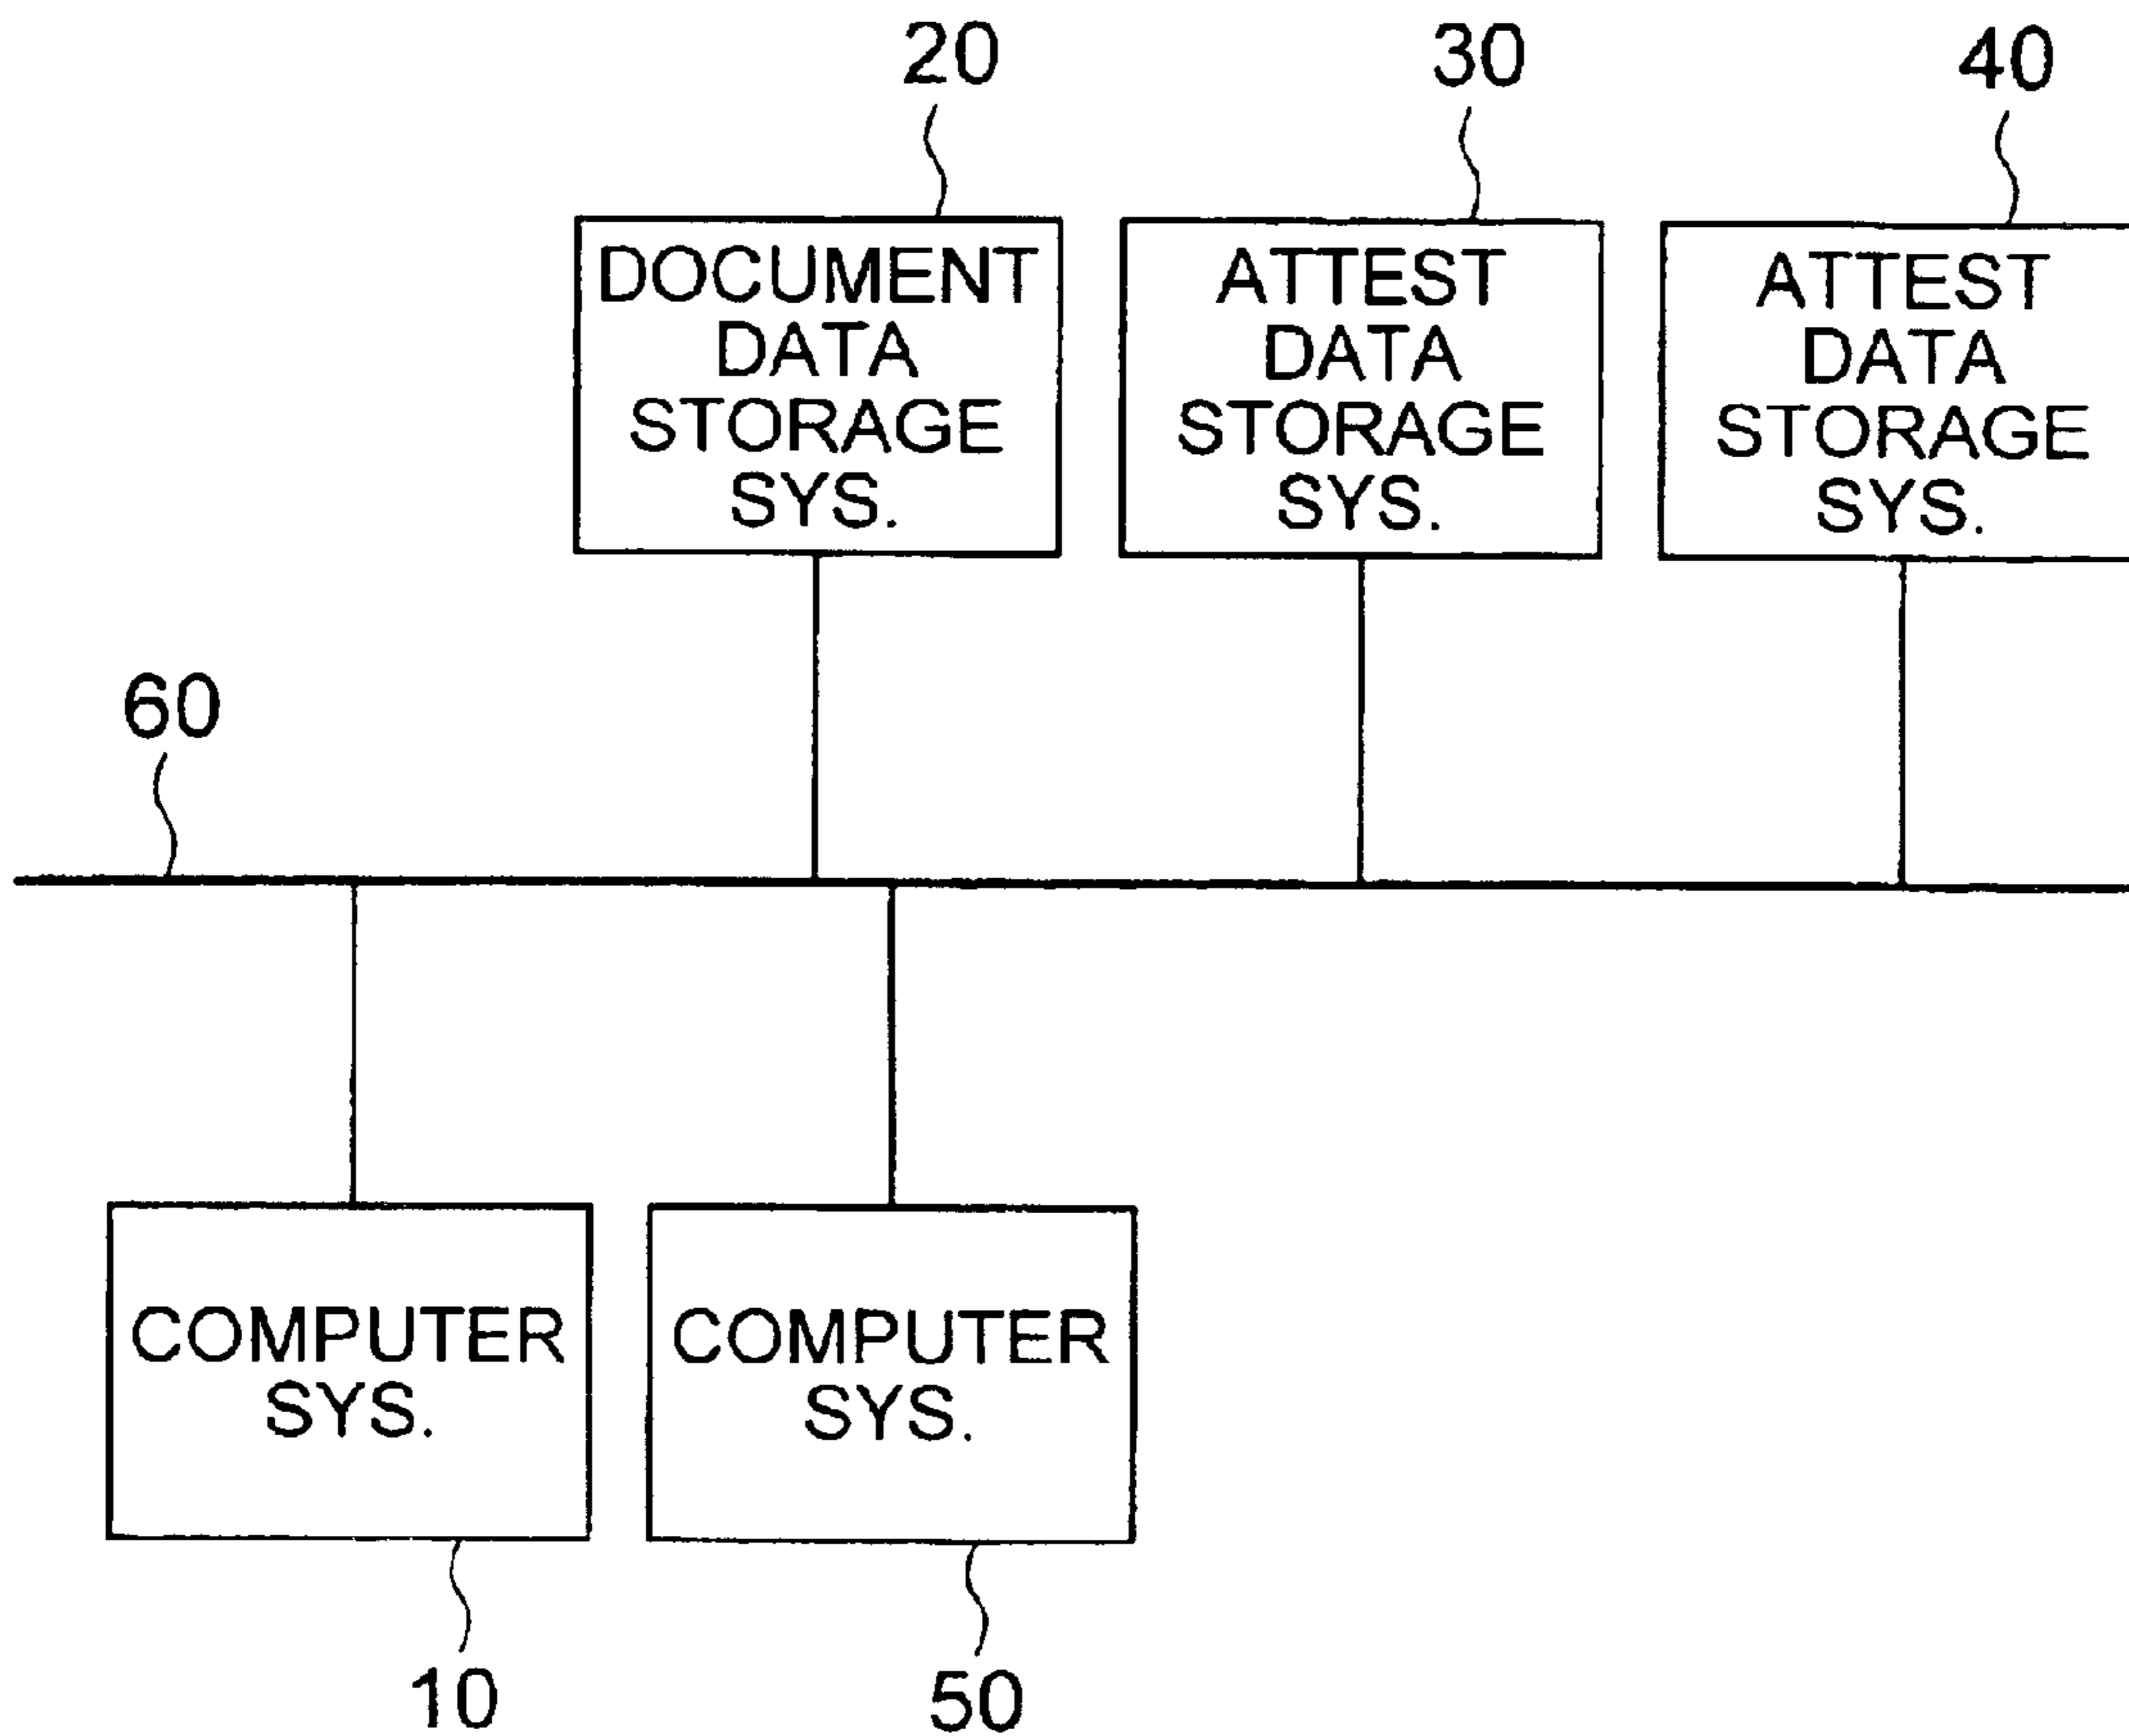 20
30
40
DOCUMENT
DATA
STORAGE
SYS.
ATTEST
DATA
STORAGE
SYS.
ATTEST
DATA
STORAGE
SYS.
60
COMPUTER
SYS.
COMPUTER
SYS.
10
50